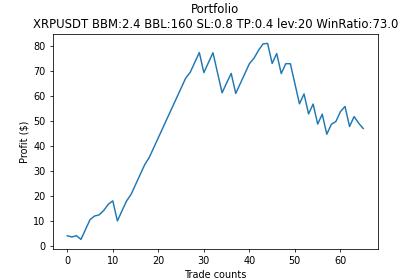 Portfolio
XRPUSDT BBM:2.4 BBL:160 SL:0.8 TP:0.4 lev:20 WinRatio:73.0
80
70
60
50
40
30
20
10
0
Profit ($)
0 10 20 30 40 50 60
Trade counts